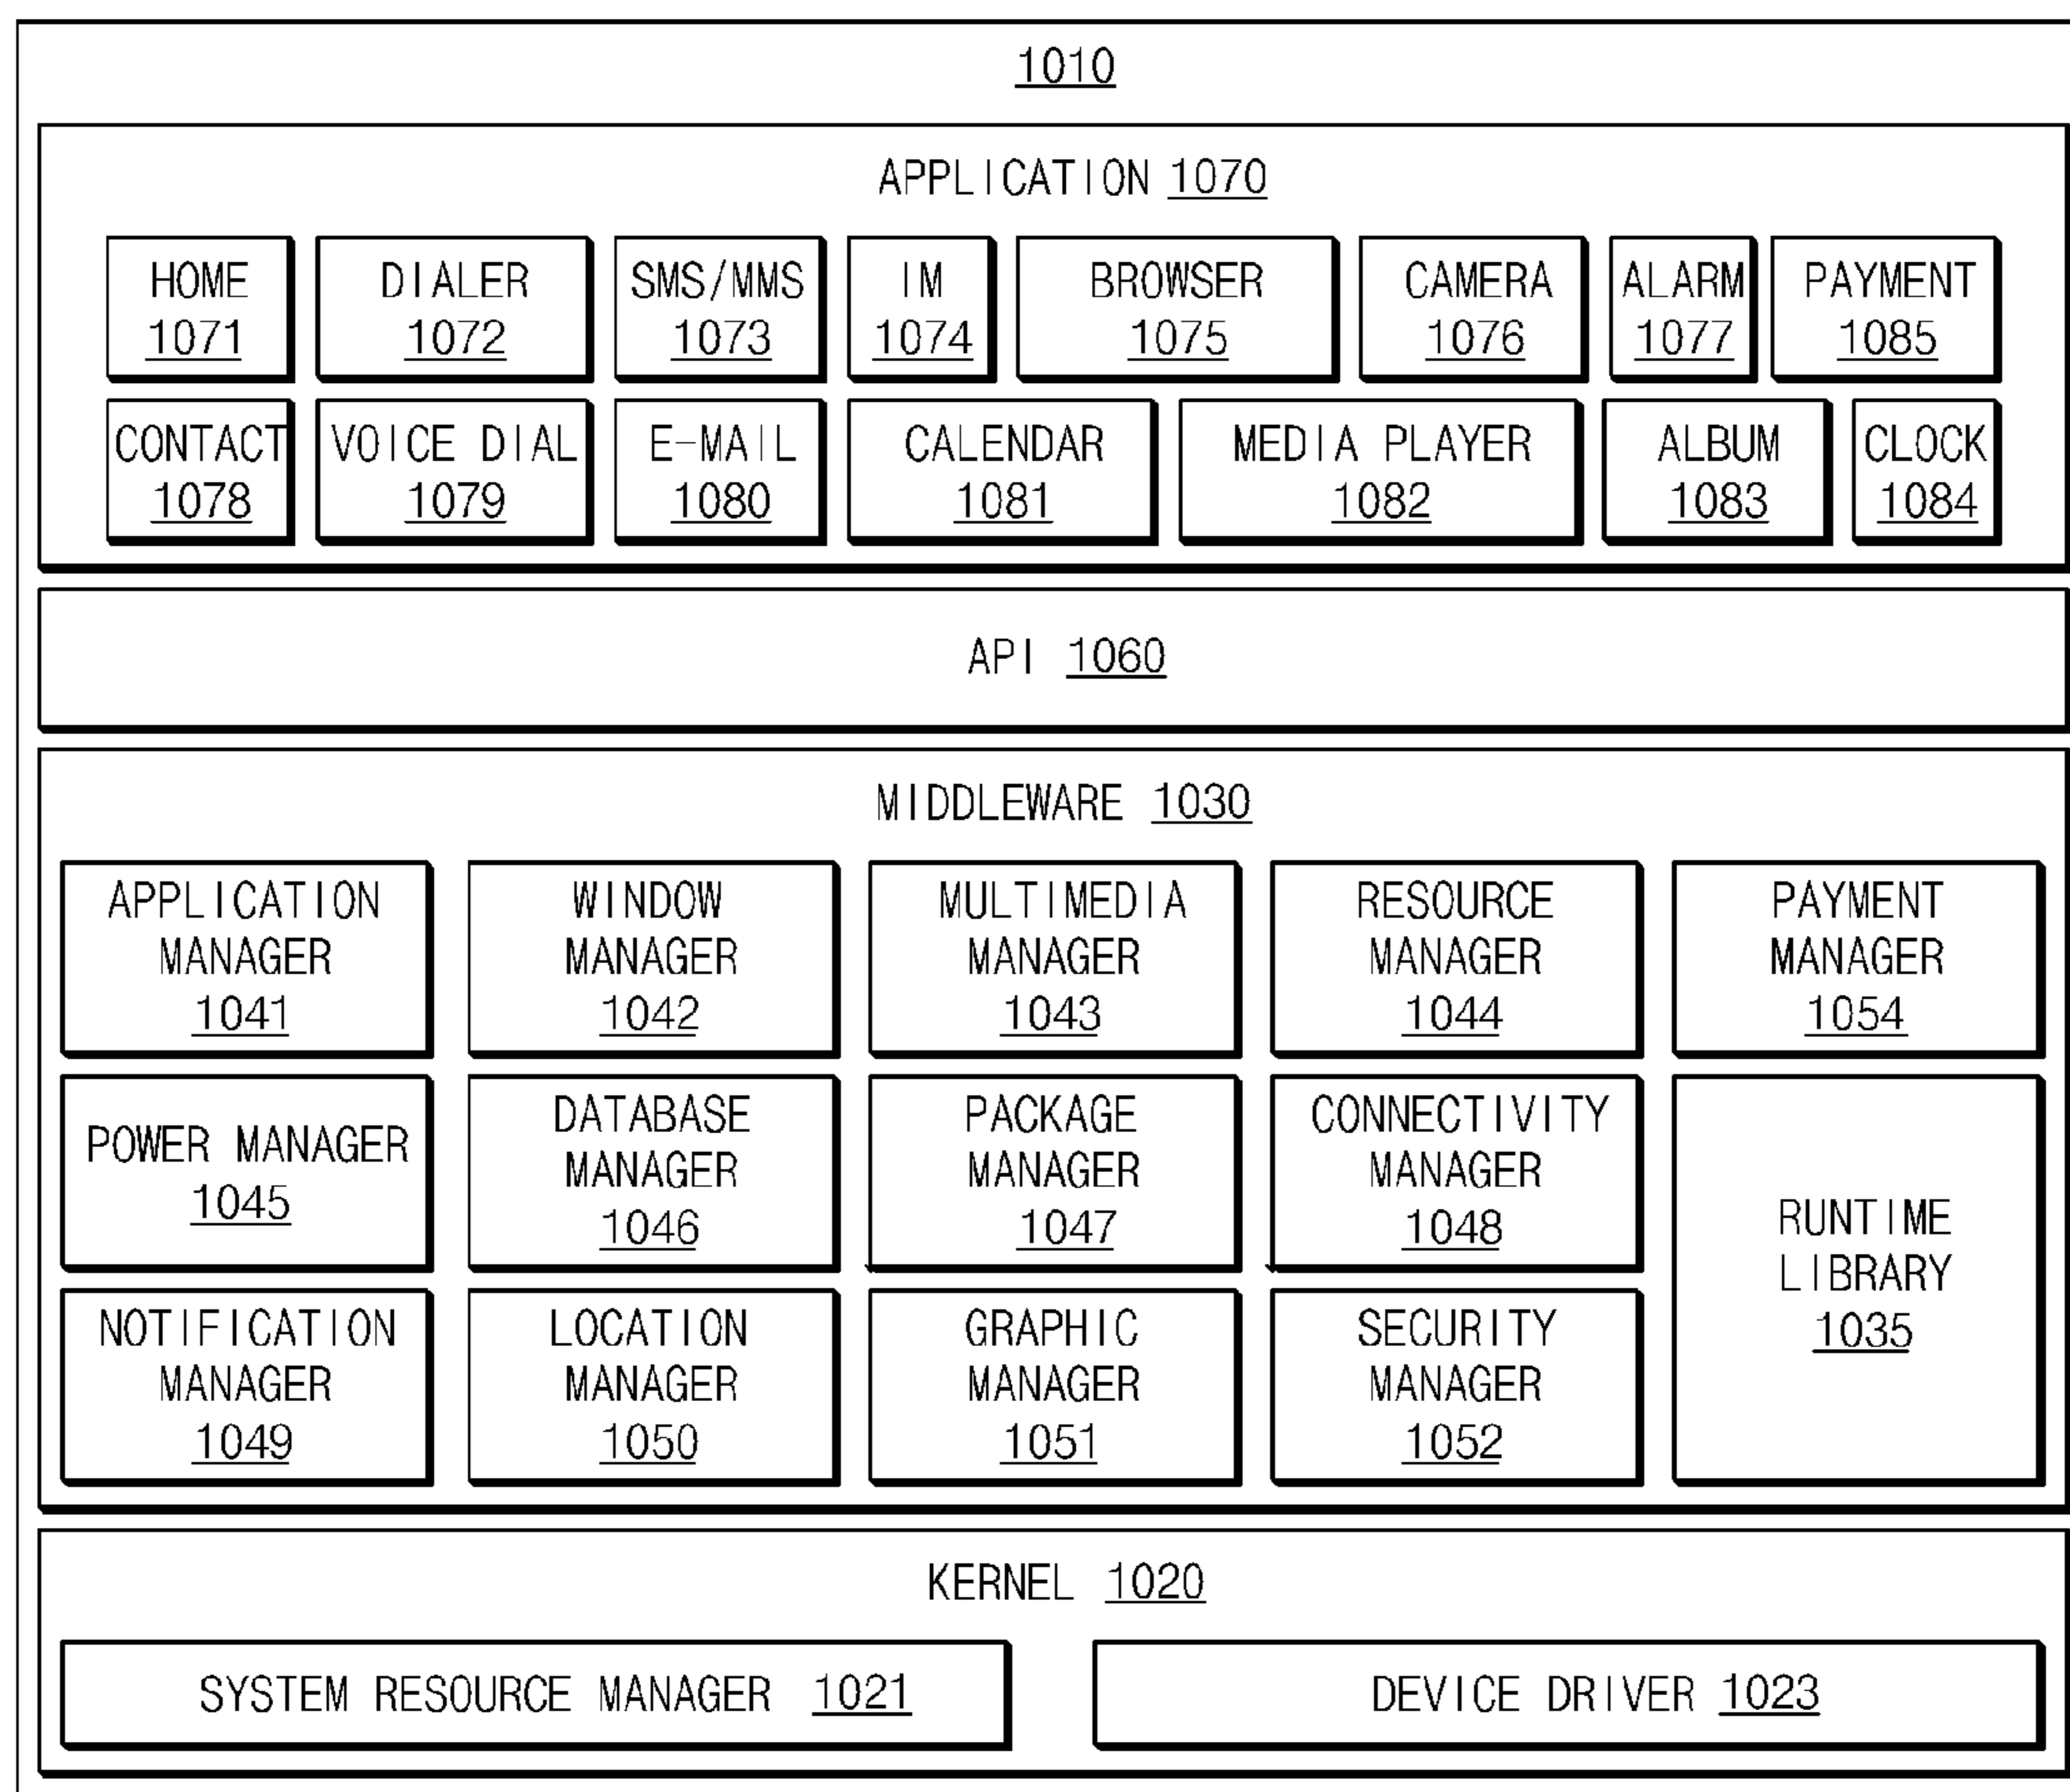 1010
APPLICATION 1070
HOME
1071
DIALER
1072
SMS/MMS
1073
IM
1074
BROWSER
1075
CAMERA
1076
ALARM
1077
PAYMENT
1085
CONTACT
1078
VOICE DIAL
1079
E-MAIL
1080
CALENDAR
1081
MEDIA PLAYER
1082
ALBUM
1083
CLOCK
1084
API 1060
MIDDLEWARE 1030
APPLICATION
MANAGER
1041
WINDOW
MANAGER
1042
MULTIMEDIA
MANAGER
1043
RESOURCE
MANAGER
1044
PAYMENT
MANAGER
1054
POWER MANAGER
1045
DATABASE
MANAGER
1046
PACKAGE
MANAGER
1047
CONNECTIVITY
MANAGER
1048
RUNTIME
LIBRARY
1035
NOTIFICATION
MANAGER
1049
LOCATION
MANAGER
1050
GRAPHIC
MANAGER
1051
SECURITY
MANAGER
1052
KERNEL 1020
SYSTEM RESOURCE MANAGER 1021
DEVICE DRIVER 1023